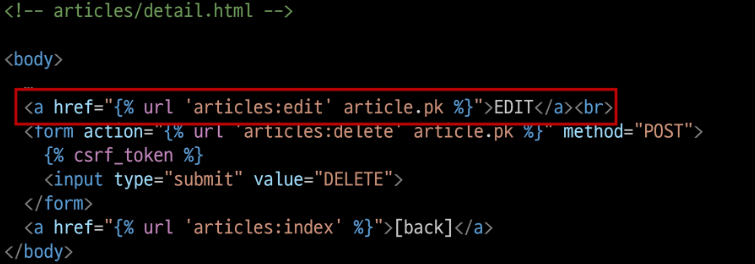 <!-- articles/detail.html -->
<body>
…
<a href="{% url 'articles:edit' article.pk %}">EDIT</a><br>
<form action="{% url 'articles:delete' article.pk %}" method="POST">
{% csrf_token %}
<input type="submit" value="DELETE">
</form>
<a href="{% url 'articles:index' %}">[back]</a>
</body>